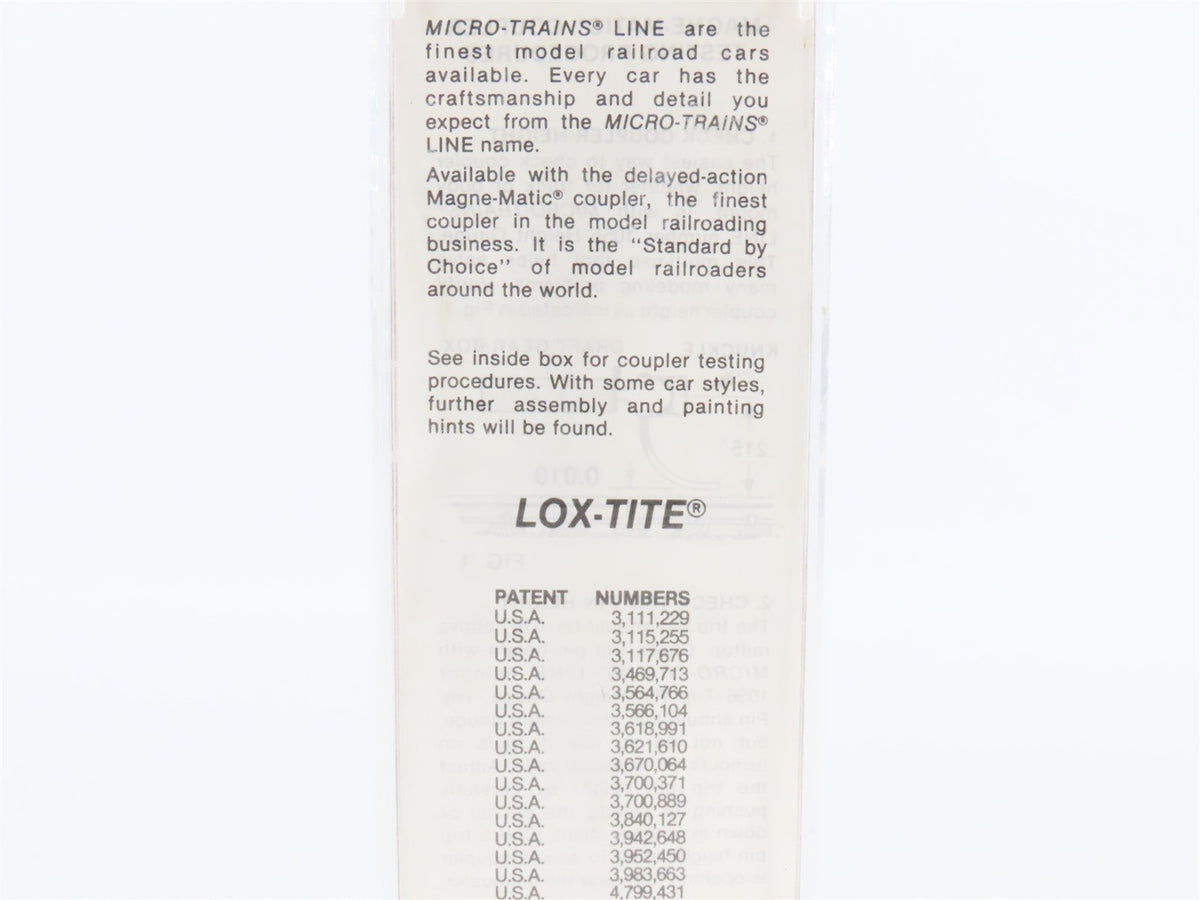 MICRO-TRAINS® LINE are the
finest model railroad cars
available. Every car has the
craftsmanship and detail you
expect from the MICRO-TRAINS®
LINE name.
Available with the delayed-action
Magne-Matic® coupler, the finest
coupler in the model railroading
business. It is the "Standard by
Choice" of model railroaders
around the world.
See inside box for coupler testing
procedures. With some car styles,
further assembly and painting
hints will be found.
LOX-TITE®
PATENT NUMBERS
U.S.A. 3,111,229
U.S.A. 3,115,255
U.S.A. 3,117,676
U.S.A. 3,469,713
U.S.A. 3,564,766
U.S.A. 3,566,104
U.S.A. 3,618,991
U.S.A. 3,621,610
U.S.A. 3,670,064
U.S.A. 3,700,371
U.S.A. 3,700,889
U.S.A. 3,840,127
U.S.A. 3,942,648
U.S.A. 3,952,450
U.S.A. 3,983,663
U.S.A. 4,799,431